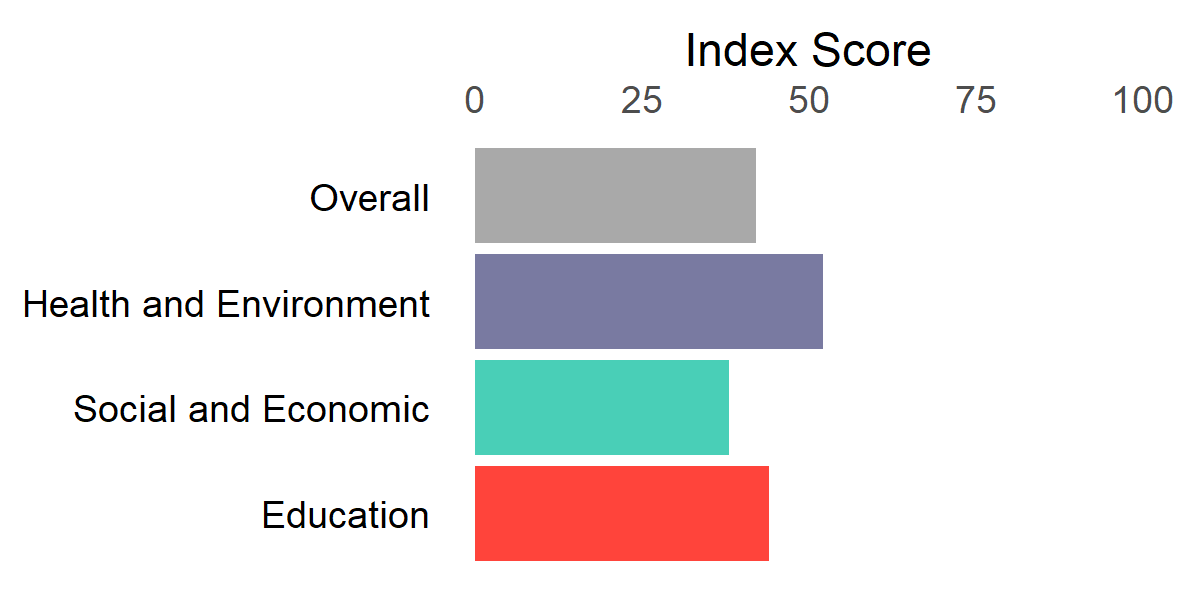 Index Score
0 25 50 75 100
Overall
Health and Environment
Social and Economic
Education